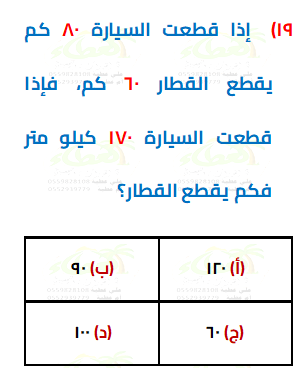 ١٩) إذا قطعت السيارة ٨٠ كم
يقطع القطار ٦٠ كم، فإذا
قطعت السيارة ١٧٠ كيلو متر
فكم يقطع القطار؟
(أ) ١٢٠ (ب) ٩٠
(ج) ٦٠ (د) ١٠٠